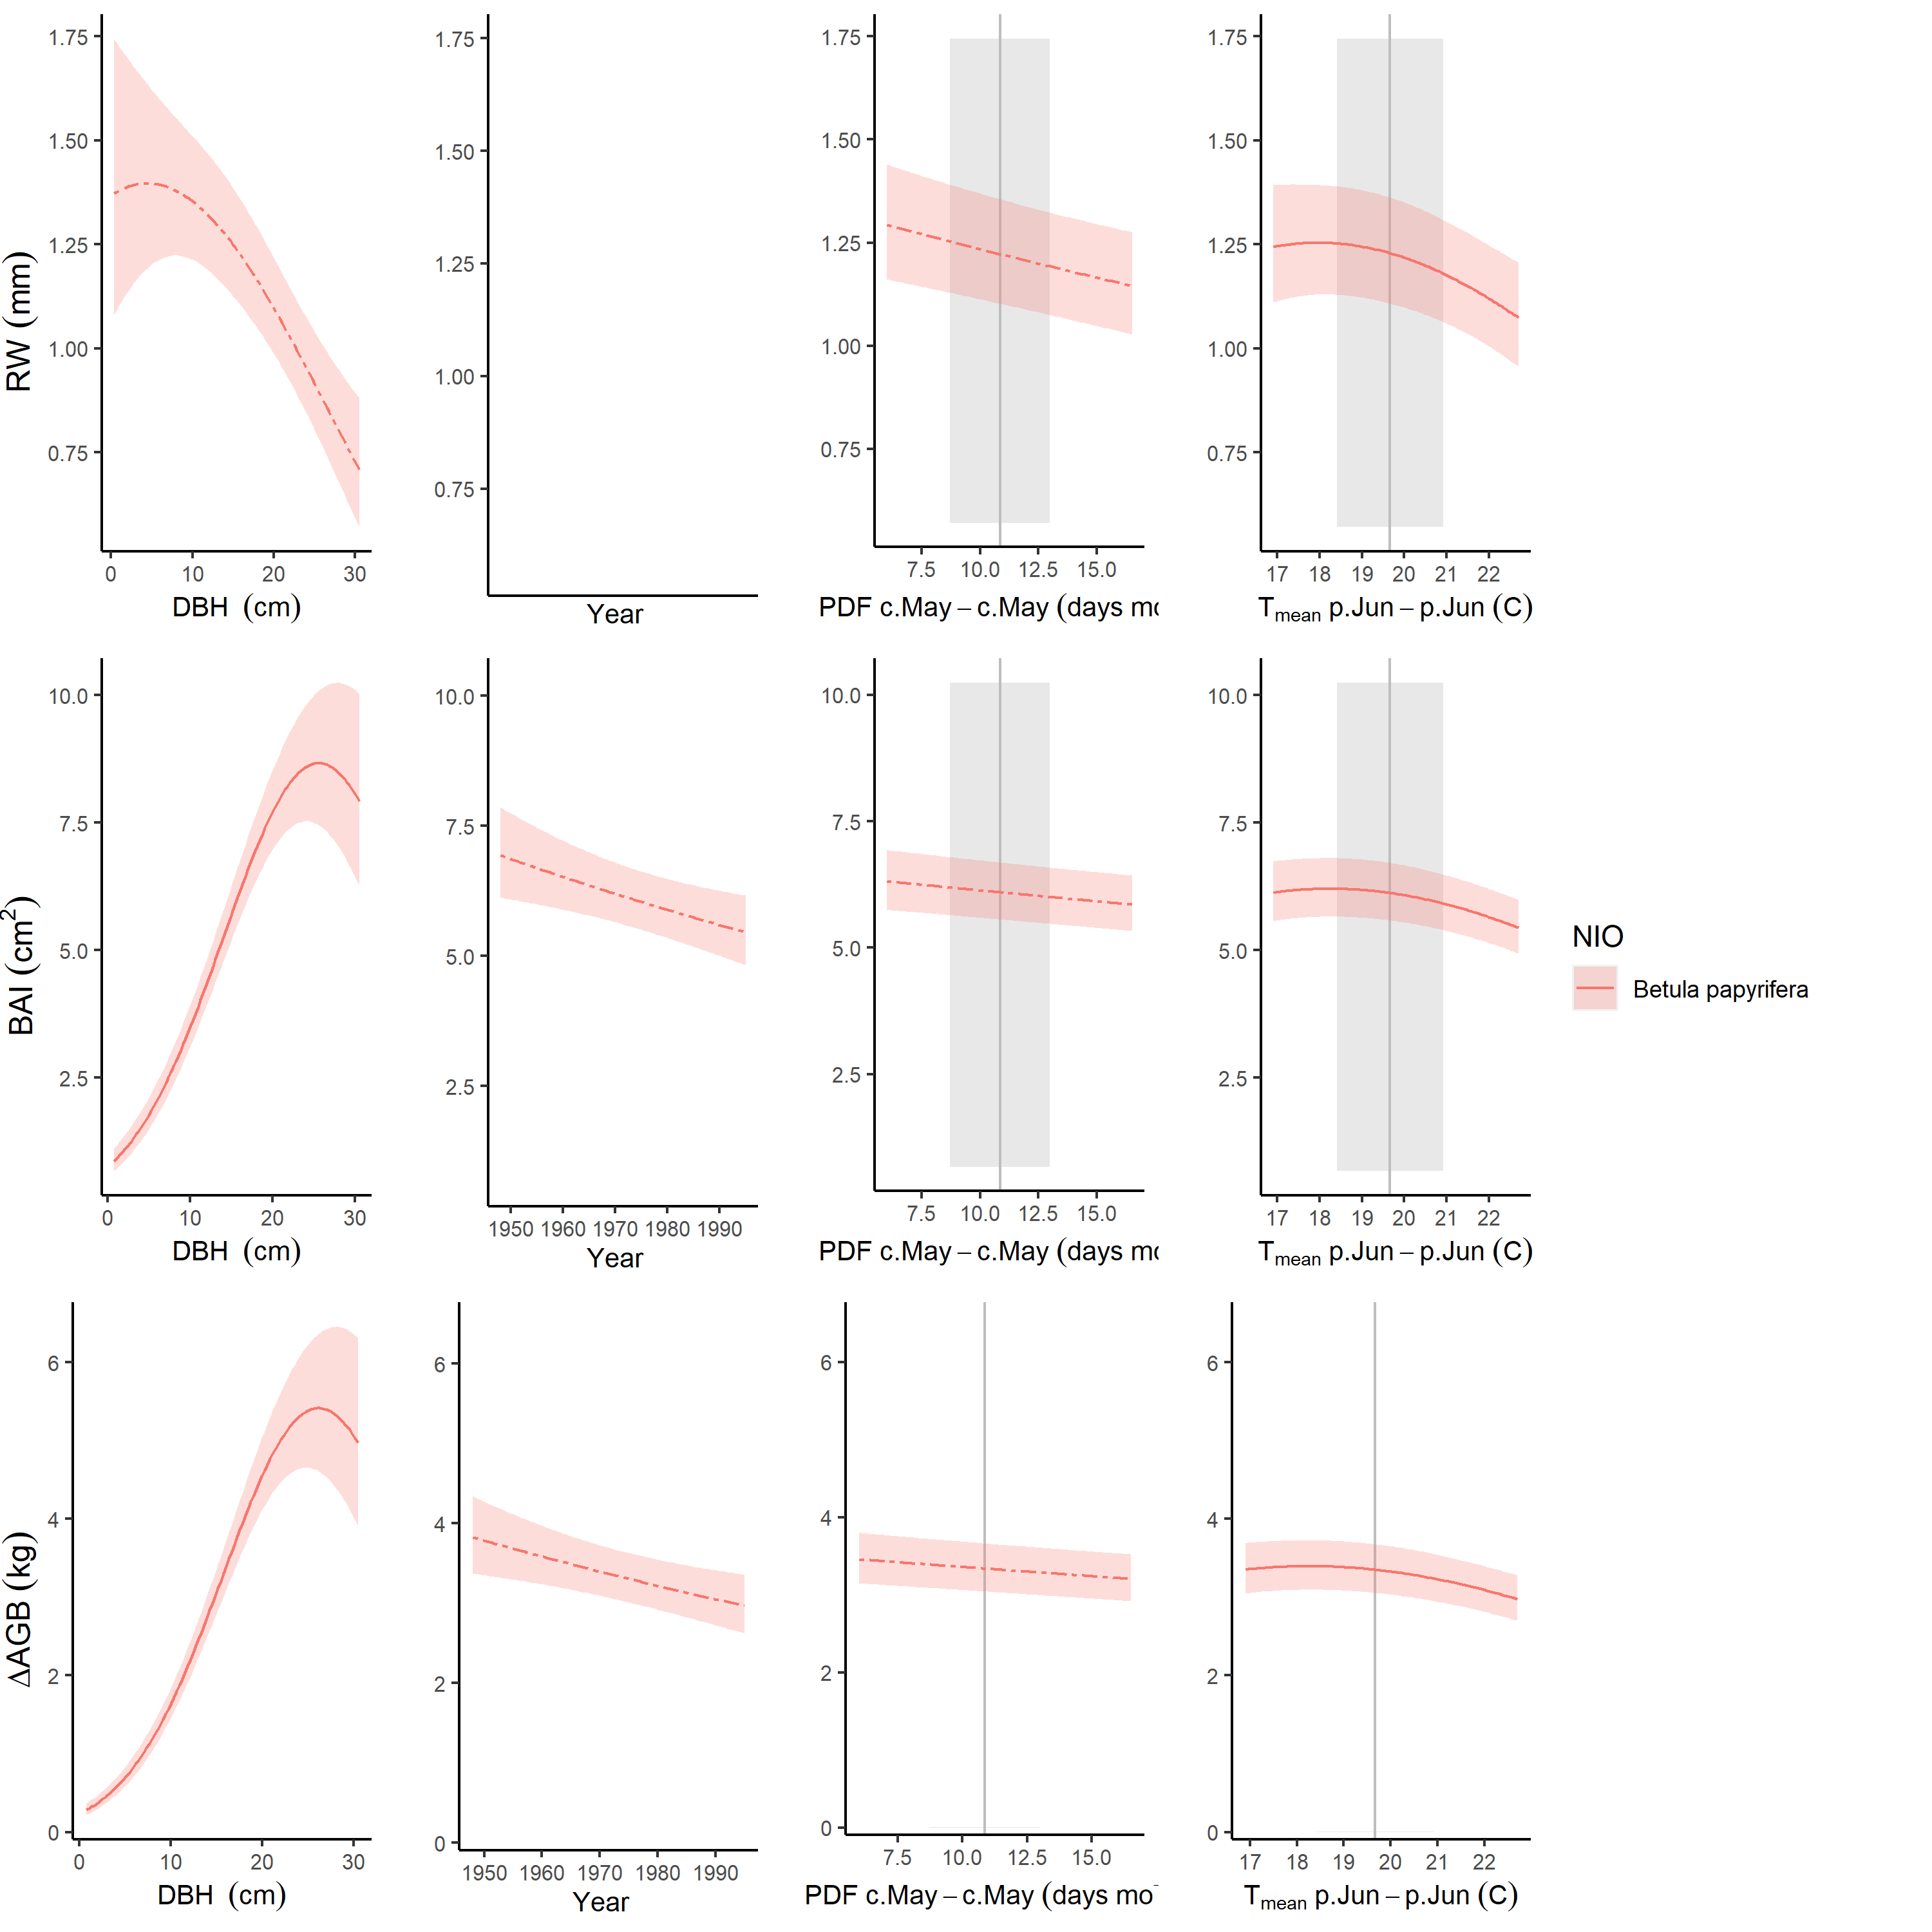 RW (mm)
1.75
1.50
1.25
1.00
0.75
0 10 20 30
DBH (cm)
1.75
1.50
1.25
1.00
0.75
Year
1.75
1.50
1.25
1.00
0.75
7.5 10.0 12.5 15.0
PDF c.May – c.May (days mo
1.75
1.50
1.25
1.00
0.75
17 18 19 20 21 22
Tmean p.Jun – p.Jun (C)
BAI (cm²)
10.0
7.5
5.0
2.5
0 10 20 30
DBH (cm)
10.0
7.5
5.0
2.5
1950 1960 1970 1980 1990
Year
10.0
7.5
5.0
2.5
7.5 10.0 12.5 15.0
PDF c.May – c.May (days mo
10.0
7.5
5.0
2.5
17 18 19 20 21 22
Tmean p.Jun – p.Jun (C)
NIO
Betula papyrifera
ΔAGB (kg)
6
4
2
0
0 10 20 30
DBH (cm)
6
4
2
0
1950 1960 1970 1980 1990
Year
6
4
2
0
7.5 10.0 12.5 15.0
PDF c.May – c.May (days mo
6
4
2
0
17 18 19 20 21 22
Tmean p.Jun – p.Jun (C)